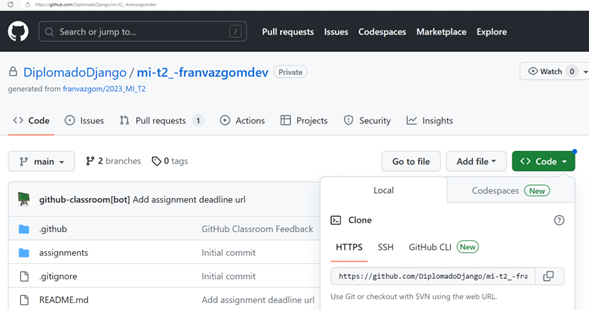 https://github.com/DiplomadoDjango/mi-t2_-franvazgomdev
Search or jump to... /
Pull requests Issues Codespaces Marketplace Explore
DiplomadoDjango / mi-t2_-franvazgomdev Private
Watch 0
generated from franvazgom/2023_MI_T2
Code Issues Pull requests 1 Actions Projects Security Insights
main 2 branches 0 tags Go to file Add file Code
Local Codespaces New
github-classroom[bot] Add assignment deadline url
Clone
.github GitHub Classroom Feedback
HTTPS SSH GitHub CLI New
assignments Initial commit
.gitignore Initial commit
https://github.com/DiplomadoDjango/mi-t2_-fra
Use Git or checkout with SVN using the web URL.
README.md Add assignment deadline url